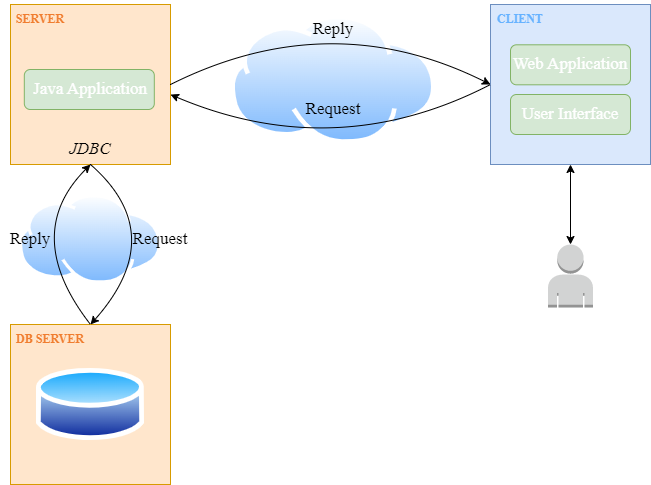 SERVER
Java Application
JDBC
Reply
Request
CLIENT
Web Application
User Interface
Reply
Request
DB SERVER